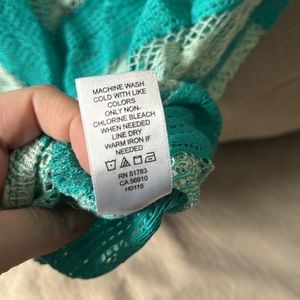 MACHINE WASH
COLD WITH LIKE
COLORS
ONLY NON-
CHLORINE BLEACH
WHEN NEEDED
LINE DRY
WARM IRON IF
NEEDED
RN 51783
CA 56910
H0115